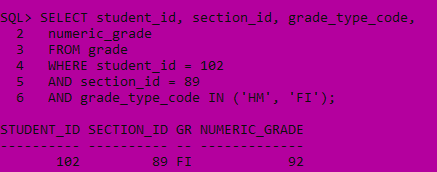 SQL> SELECT student_id, section_id, grade_type_code,
2 numeric_grade
3 FROM grade
4 WHERE student_id = 102
5 AND section_id = 89
6 AND grade_type_code IN ('HM', 'FI');
STUDENT_ID SECTION_ID GR NUMERIC_GRADE
---------- ---------- -- -------------
102 89 FI 92